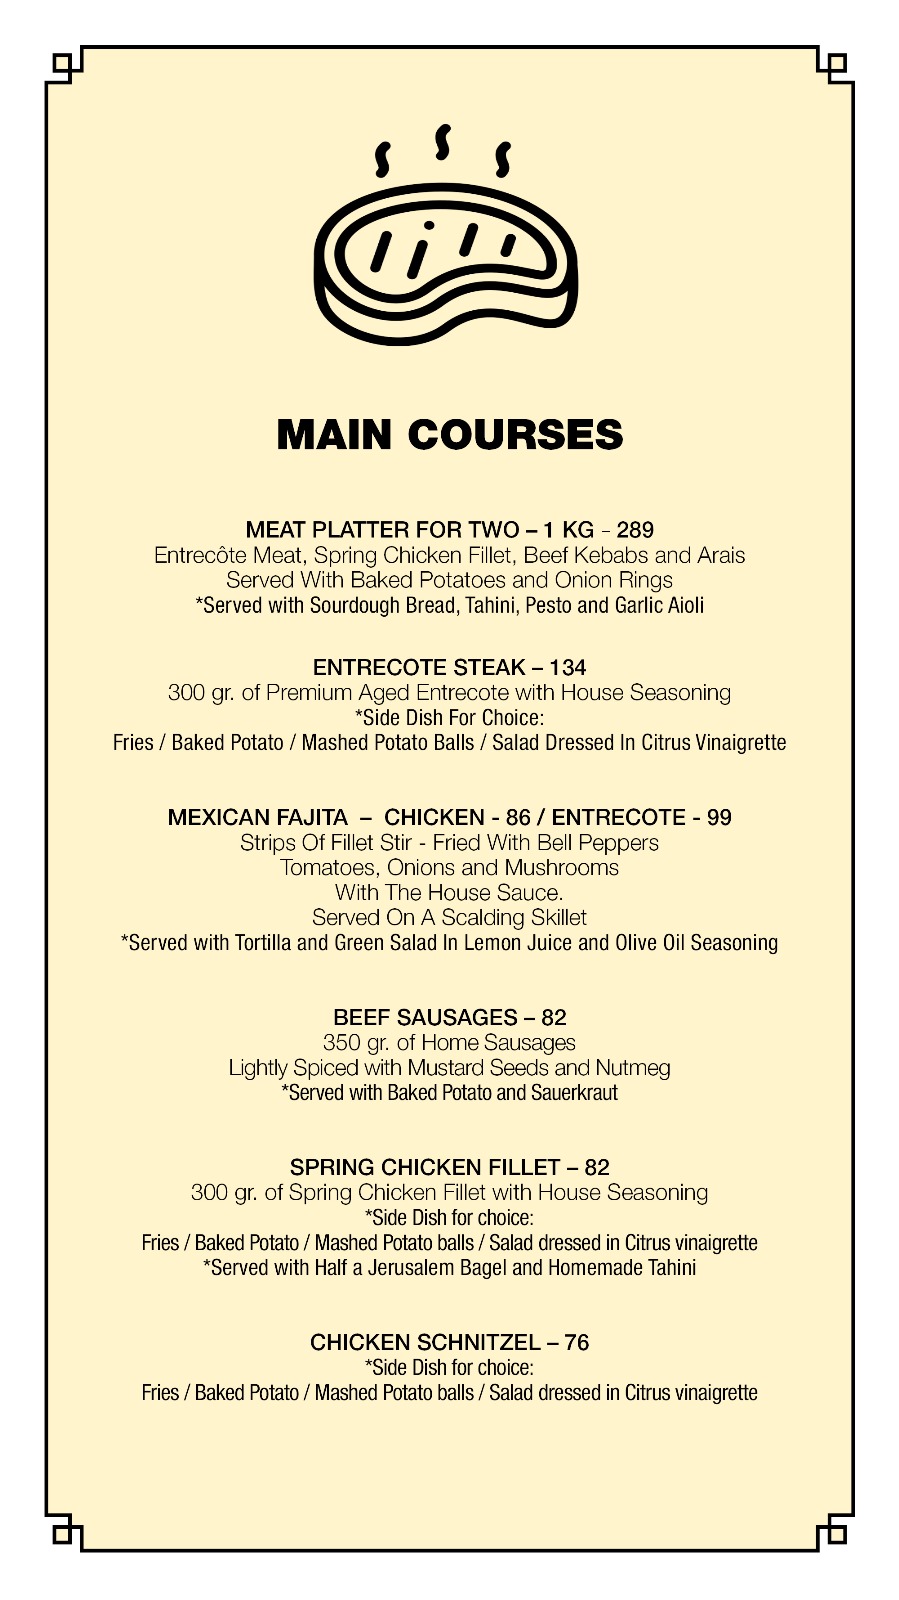 MAIN COURSES
MEAT PLATTER FOR TWO – 1 KG - 289
Entrecôte Meat, Spring Chicken Fillet, Beef Kebabs and Arais
Served With Baked Potatoes and Onion Rings
*Served with Sourdough Bread, Tahini, Pesto and Garlic Aioli
ENTRECOTE STEAK – 134
300 gr. of Premium Aged Entrecote with House Seasoning
*Side Dish For Choice:
Fries / Baked Potato / Mashed Potato Balls / Salad Dressed In Citrus Vinaigrette
MEXICAN FAJITA – CHICKEN - 86 / ENTRECOTE - 99
Strips Of Fillet Stir - Fried With Bell Peppers
Tomatoes, Onions and Mushrooms
With The House Sauce.
Served On A Scalding Skillet
*Served with Tortilla and Green Salad In Lemon Juice and Olive Oil Seasoning
BEEF SAUSAGES – 82
350 gr. of Home Sausages
Lightly Spiced with Mustard Seeds and Nutmeg
*Served with Baked Potato and Sauerkraut
SPRING CHICKEN FILLET – 82
300 gr. of Spring Chicken Fillet with House Seasoning
*Side Dish for choice:
Fries / Baked Potato / Mashed Potato balls / Salad dressed in Citrus vinaigrette
*Served with Half a Jerusalem Bagel and Homemade Tahini
CHICKEN SCHNITZEL – 76
*Side Dish for choice:
Fries / Baked Potato / Mashed Potato balls / Salad dressed in Citrus vinaigrette